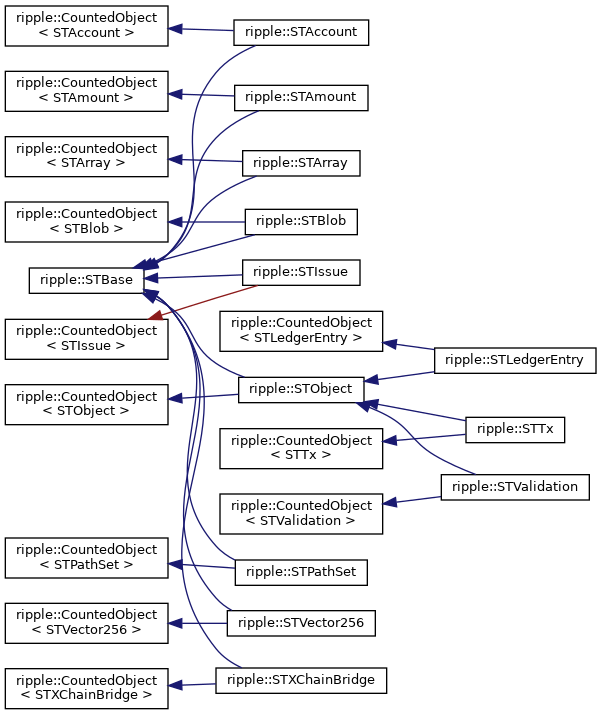 ripple::CountedObject
< STAccount >
ripple::STAccount
ripple::CountedObject
< STAmount >
ripple::STAmount
ripple::CountedObject
< STArray >
ripple::STArray
ripple::CountedObject
< STBlob >
ripple::STBlob
ripple::STBase
ripple::STIssue
ripple::CountedObject
< STIssue >
ripple::CountedObject
< STLedgerEntry >
ripple::STLedgerEntry
ripple::CountedObject
< STObject >
ripple::STObject
ripple::STTx
ripple::CountedObject
< STTx >
ripple::STValidation
ripple::CountedObject
< STValidation >
ripple::CountedObject
< STPathSet >
ripple::STPathSet
ripple::CountedObject
< STVector256 >
ripple::STVector256
ripple::CountedObject
< STXChainBridge >
ripple::STXChainBridge